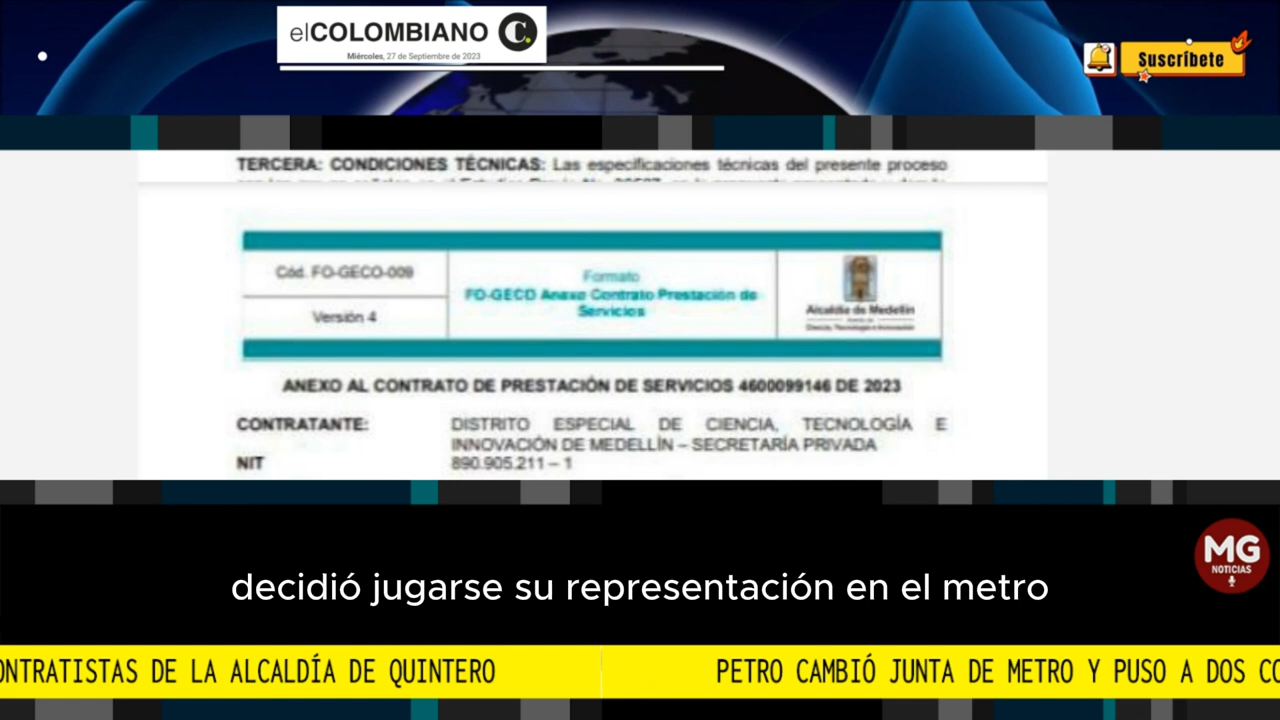 elCOLOMBIANO C.
Miércoles, 27 de Septiembre de 2023
Suscríbete
TERCERA: CONDICIONES TÉCNICAS: Las especificaciones técnicas del presente proceso
Cód. FO-GECO-009
Versión 4
Formato
FO-GECO Anexo Contrato Prestación de
Servicios
Alcaldía de Medellín
Ciencia, Tecnología e Innovación
ANEXO AL CONTRATO DE PRESTACIÓN DE SERVICIOS 4600099146 DE 2023
CONTRATANTE: DISTRITO ESPECIAL DE CIENCIA, TECNOLOGÍA E
INNOVACIÓN DE MEDELLÍN – SECRETARÍA PRIVADA
NIT 890.905.211 – 1
MG
NOTICIAS
decidió jugarse su representación en el metro
ONTRATISTAS DE LA ALCALDÍA DE QUINTERO PETRO CAMBIÓ JUNTA DE METRO Y PUSO A DOS CO